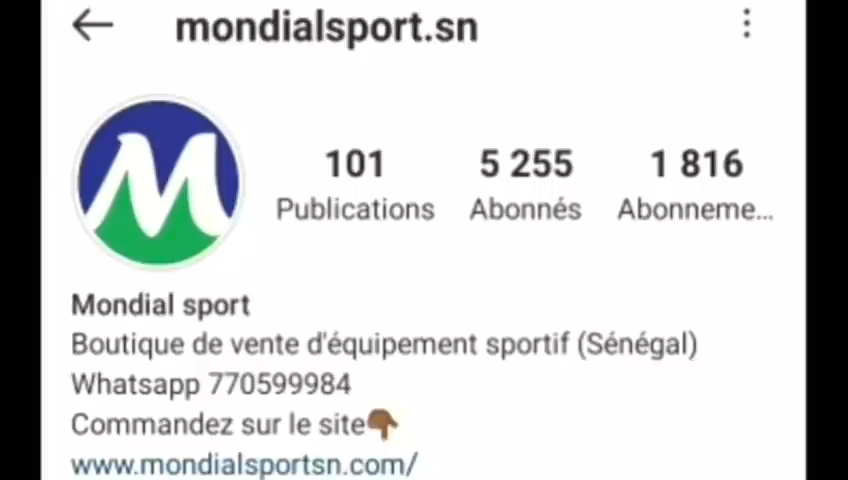 mondialsport.sn
M
101 5 255 1 816
Publications Abonnés Abonneme...
Mondial sport
Boutique de vente d'équipement sportif (Sénégal)
Whatsapp 770599984
Commandez sur le site👇🏾
www.mondialsportsn.com/